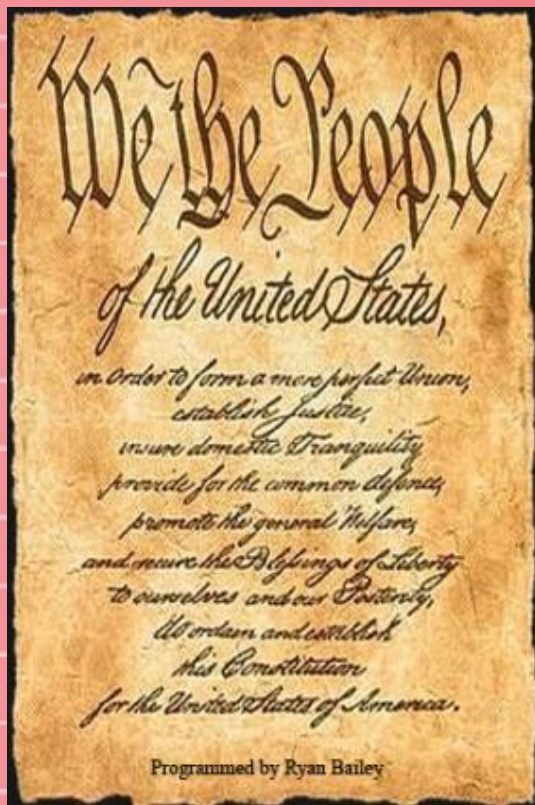 We the People
of the United States,
in Order to form a more perfect Union,
establish Justice,
insure domestic Tranquility
provide for the common defence,
promote the general Welfare,
and secure the Blessings of Liberty
to ourselves and our Posterity,
do ordain and establish
this Constitution
for the United States of America.
Programmed by Ryan Bailey